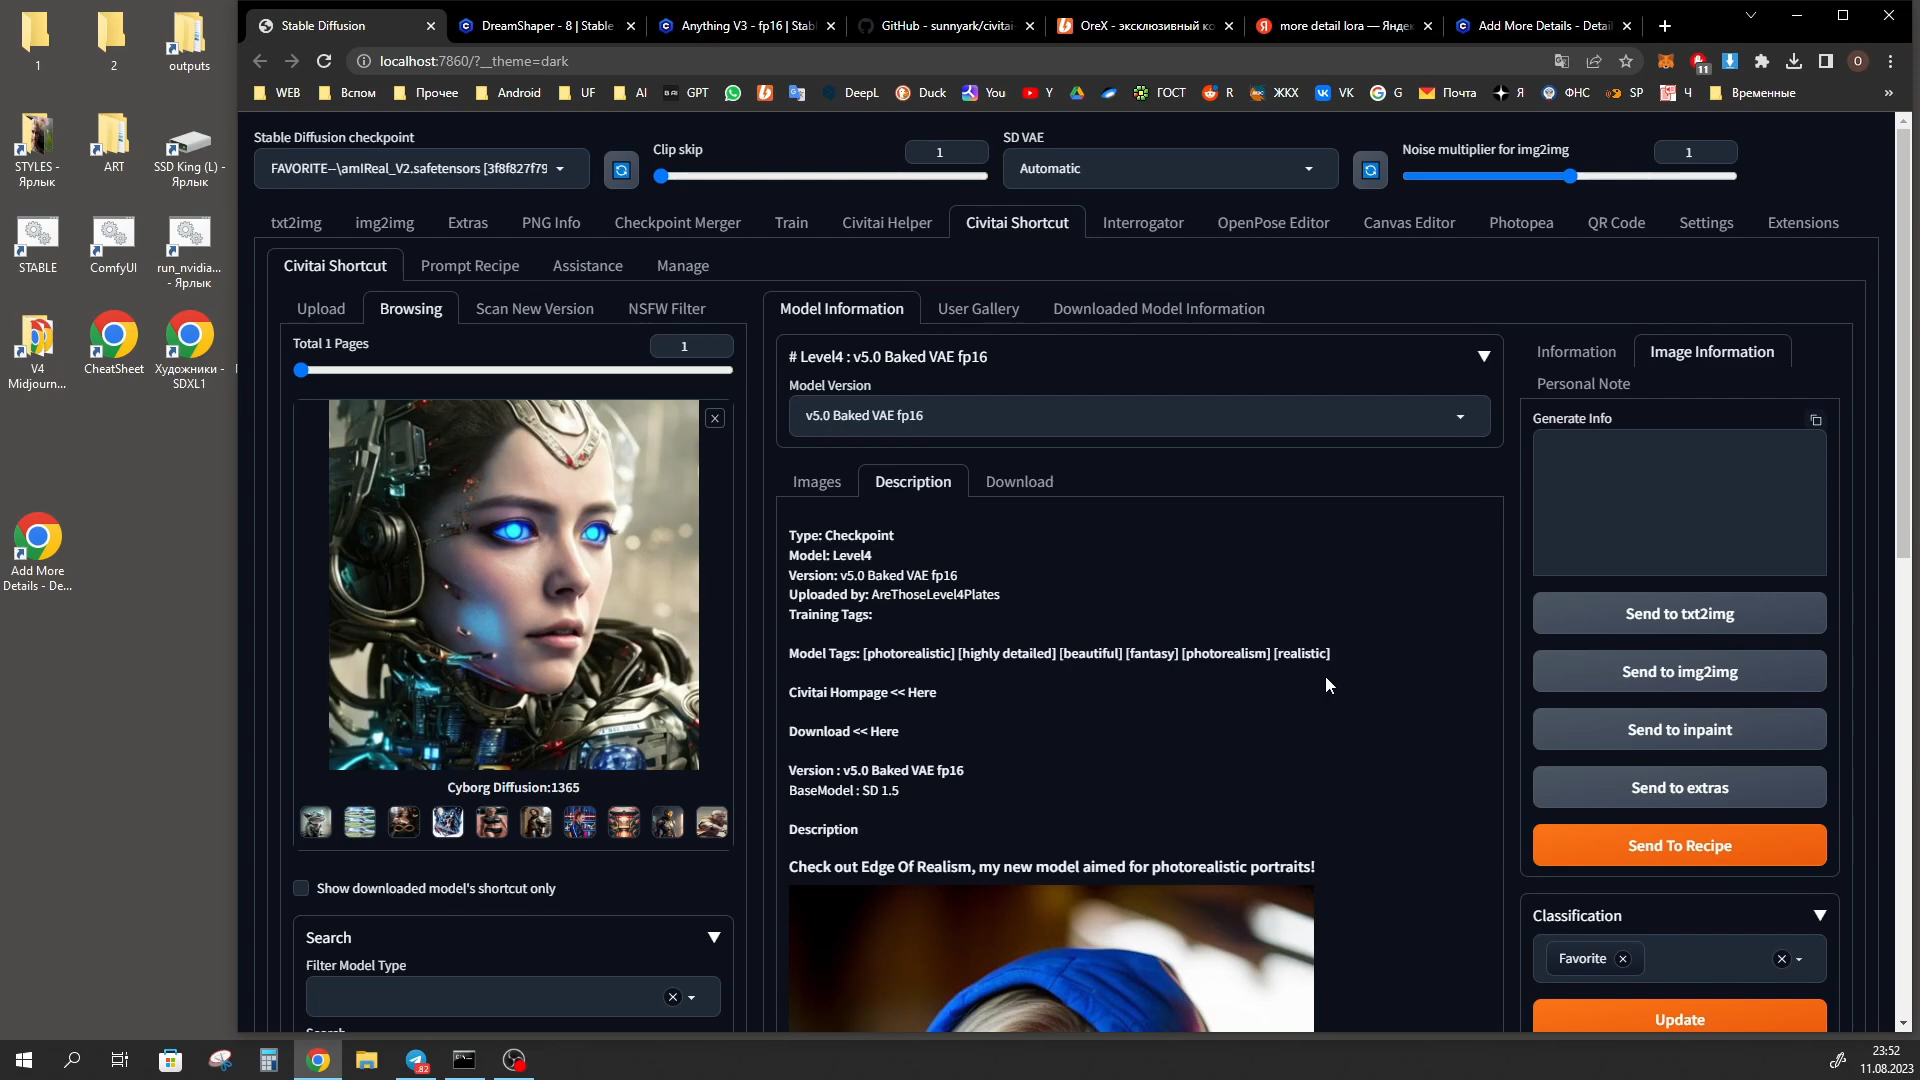 1
2
outputs
STYLES -
Ярлык
ART
SSD King (L) -
Ярлык
STABLE
ComfyUI
run_nvidia...
- Ярлык
V4
Midjourn...
CheatSheet
Художники -
SDXL1
Add More
Details - De...
Stable Diffusion
DreamShaper - 8 | Stable
Anything V3 - fp16 | Stabl
GitHub - sunnyark/civitai-
OreX - эксклюзивный ко
more detail lora — Яндек
Add More Details - Detail
localhost:7860/?__theme=dark
11
O
WEB
Вспом
Прочее
Android
UF
AI
GPT
DeepL
Duck
You
Y
ГОСТ
R
ЖКХ
VK
G
Почта
Я
ФНС
SP
Ч
Временные
»
Stable Diffusion checkpoint
FAVORITE--\amIReal_V2.safetensors [3f8f827f79
Clip skip
1
SD VAE
Automatic
Noise multiplier for img2img
1
txt2img
img2img
Extras
PNG Info
Checkpoint Merger
Train
Civitai Helper
Civitai Shortcut
Interrogator
OpenPose Editor
Canvas Editor
Photopea
QR Code
Settings
Extensions
Civitai Shortcut
Prompt Recipe
Assistance
Manage
Upload
Browsing
Scan New Version
NSFW Filter
Total 1 Pages
1
Cyborg Diffusion:1365
Show downloaded model's shortcut only
Search
Filter Model Type
Search
Model Information
User Gallery
Downloaded Model Information
# Level4 : v5.0 Baked VAE fp16
Model Version
v5.0 Baked VAE fp16
Images
Description
Download
Type: Checkpoint
Model: Level4
Version: v5.0 Baked VAE fp16
Uploaded by: AreThoseLevel4Plates
Training Tags:
Model Tags: [photorealistic] [highly detailed] [beautiful] [fantasy] [photorealism] [realistic]
Civitai Hompage << Here
Download << Here
Version : v5.0 Baked VAE fp16
BaseModel : SD 1.5
Description
Check out Edge Of Realism, my new model aimed for photorealistic portraits!
Information
Image Information
Personal Note
Generate Info
Send to txt2img
Send to img2img
Send to inpaint
Send to extras
Send To Recipe
Classification
Favorite
Update
82
23:52
11.08.2023